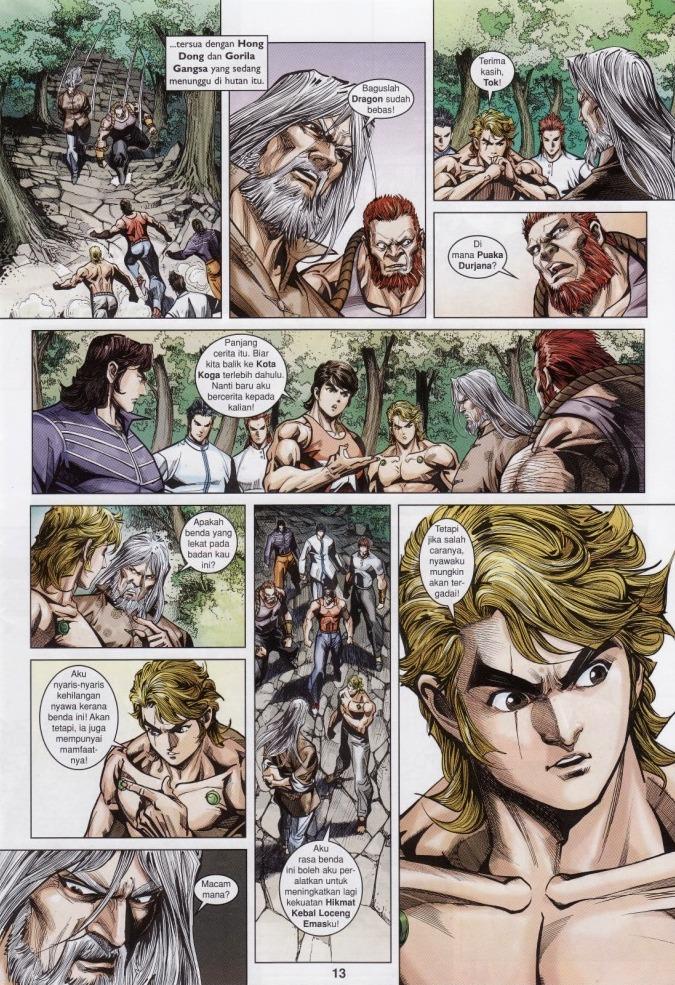 ...tersua dengan Hong
Dong dan Gorila
Gangsa yang sedang
menunggu di hutan itu.
Baguslah
Dragon sudah
bebas!
Terima
kasih,
Tok!
Di
mana Puaka
Durjana?
Panjang
cerita itu. Biar
kita balik ke Kota
Koga terlebih dahulu.
Nanti baru aku
bercerita kepada
kalian!
Apakah
benda yang
lekat pada
badan kau
ini?
Aku
nyaris-nyaris
kehilangan
nyawa kerana
benda ini! Akan
tetapi, ia juga
mempunyai
mamfaat-
nya!
Macam
mana?
Aku
rasa benda
ini boleh aku per-
alatkan untuk
meningkatkan lagi
kekuatan Hikmat
Kebal Loceng
Emasku!
Tetapi
jika salah
caranya,
nyawaku
mungkin
akan ter-
gadai!
13